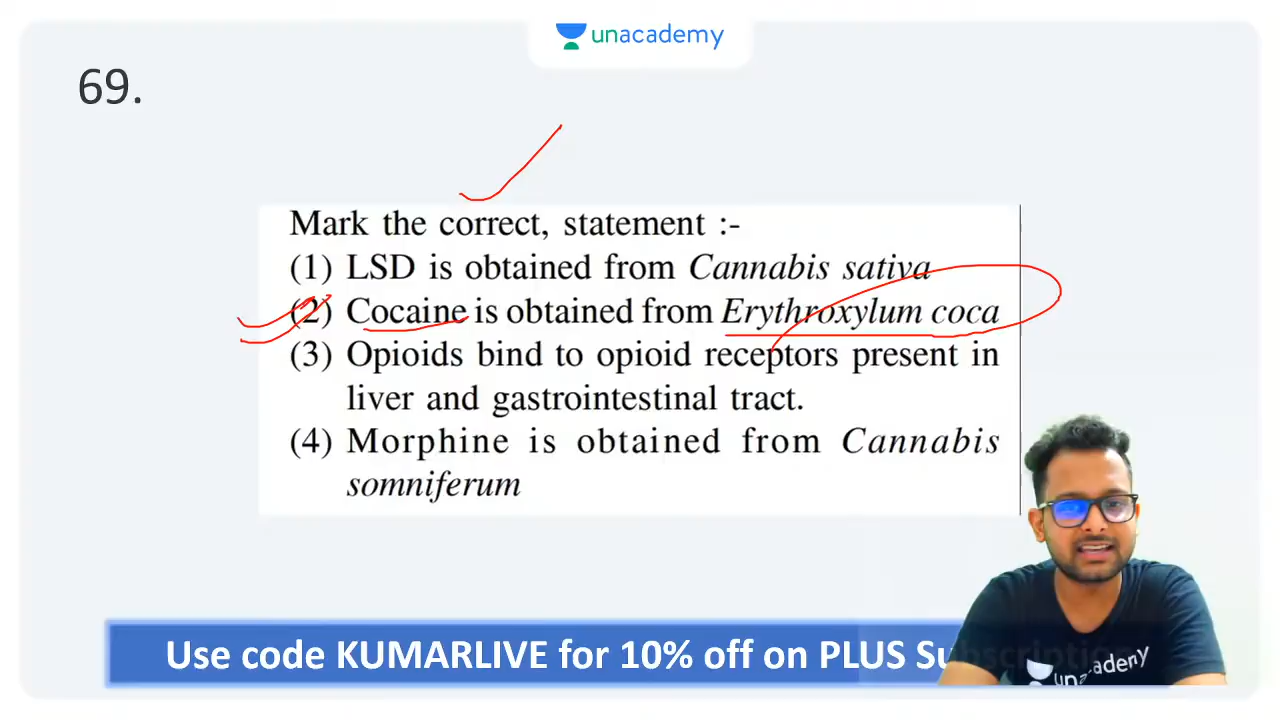 unacademy
69.
Mark the correct, statement :-
(1) LSD is obtained from Cannabis sativa
(2) Cocaine is obtained from Erythroxylum coca
(3) Opioids bind to opioid receptors present in
liver and gastrointestinal tract.
(4) Morphine is obtained from Cannabis
somniferum
Use code KUMARLIVE for 10% off on PLUS Subscriptio
unacademy